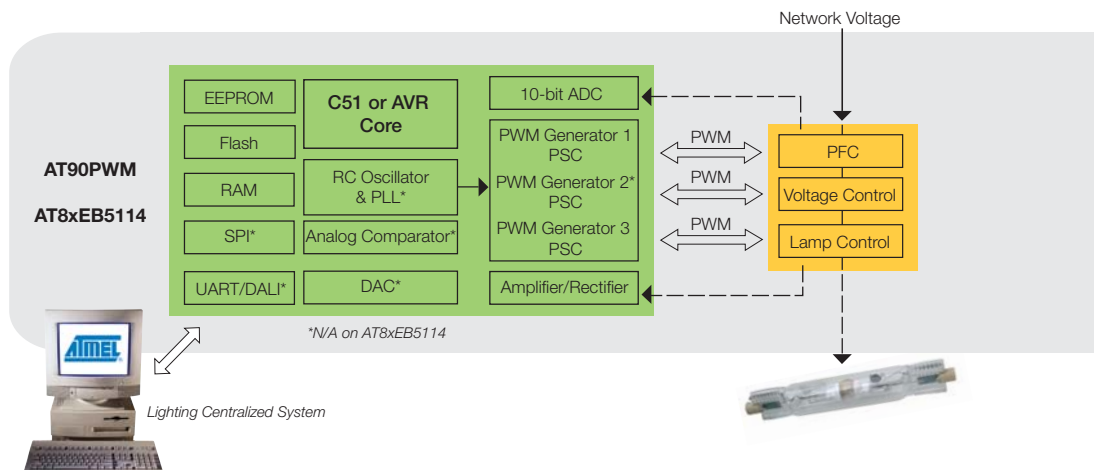 Network Voltage
AT90PWM
AT8xEB5114
EEPROM
Flash
RAM
SPI*
UART/DALI*
C51 or AVR
Core
RC Oscillator
& PLL*
Analog Comparator*
DAC*
10-bit ADC
PWM Generator 1
PSC
PWM Generator 2*
PSC
PWM Generator 3
PSC
Amplifier/Rectifier
PWM
PWM
PWM
PFC
Voltage Control
Lamp Control
*N/A on AT8xEB5114
ATMEL
Lighting Centralized System